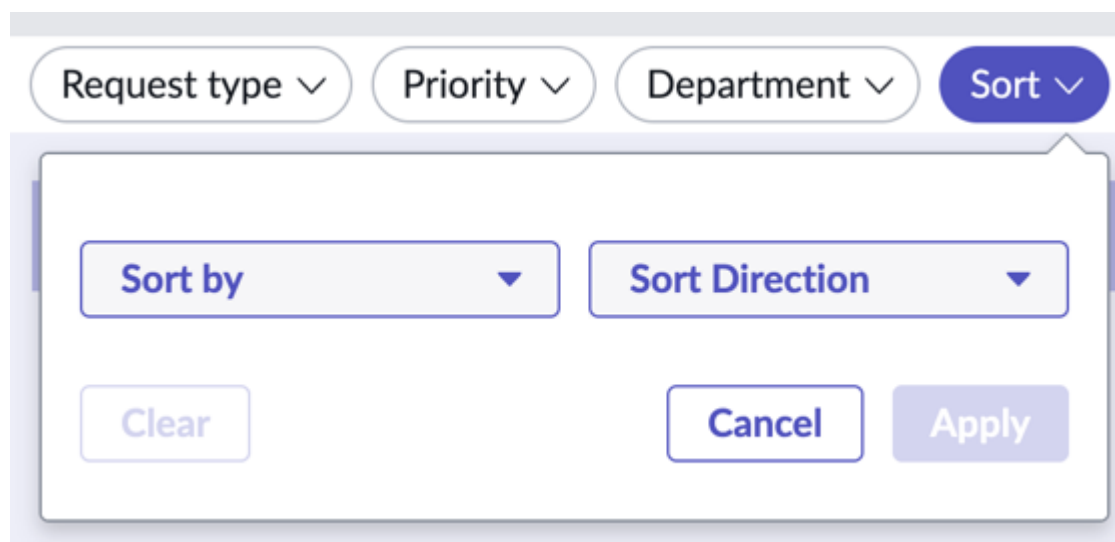 Request type Priority Department Sort
Sort by Sort Direction
Clear Cancel Apply